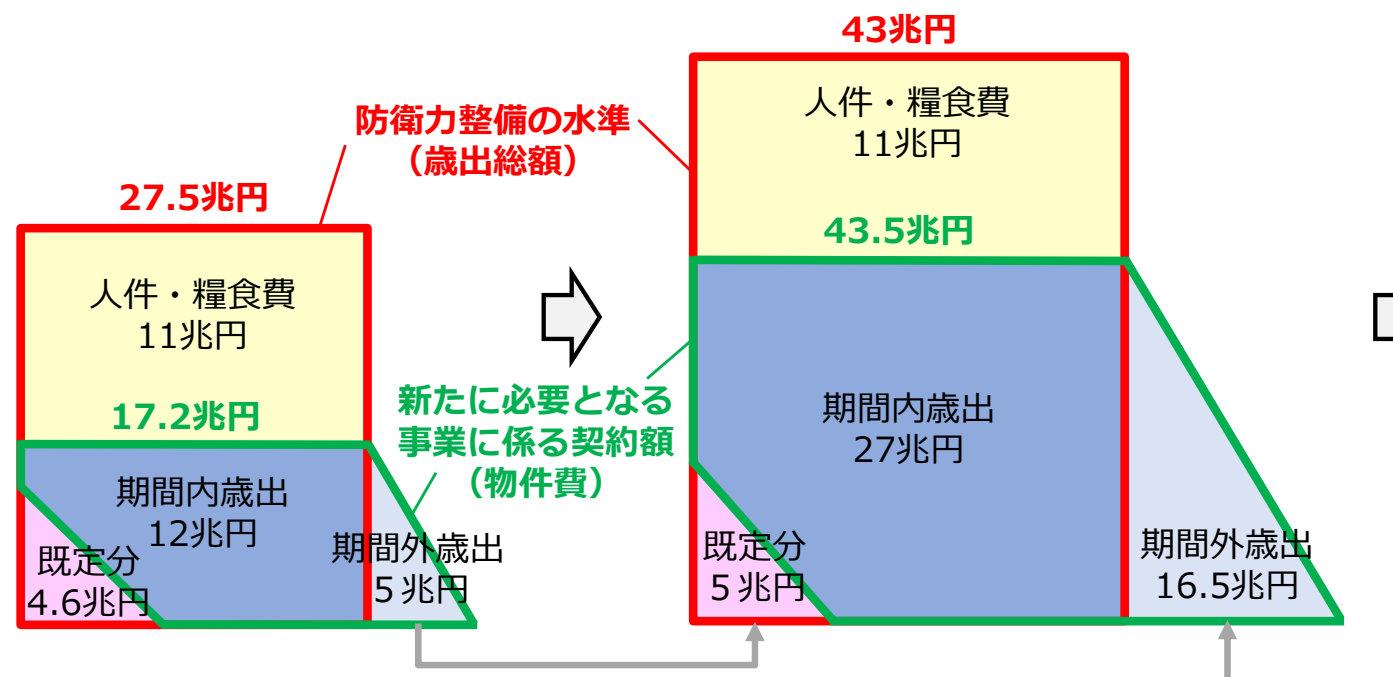 43兆円
人件・糧食費
11兆円
防衛力整備の水準
（歳出総額）
27.5兆円
43.5兆円
人件・糧食費
11兆円
新たに必要となる
事業に係る契約額
（物件費）
17.2兆円
期間内歳出
27兆円
期間内歳出
12兆円
既定分
4.6兆円
期間外歳出
５兆円
既定分
５兆円
期間外歳出
16.5兆円